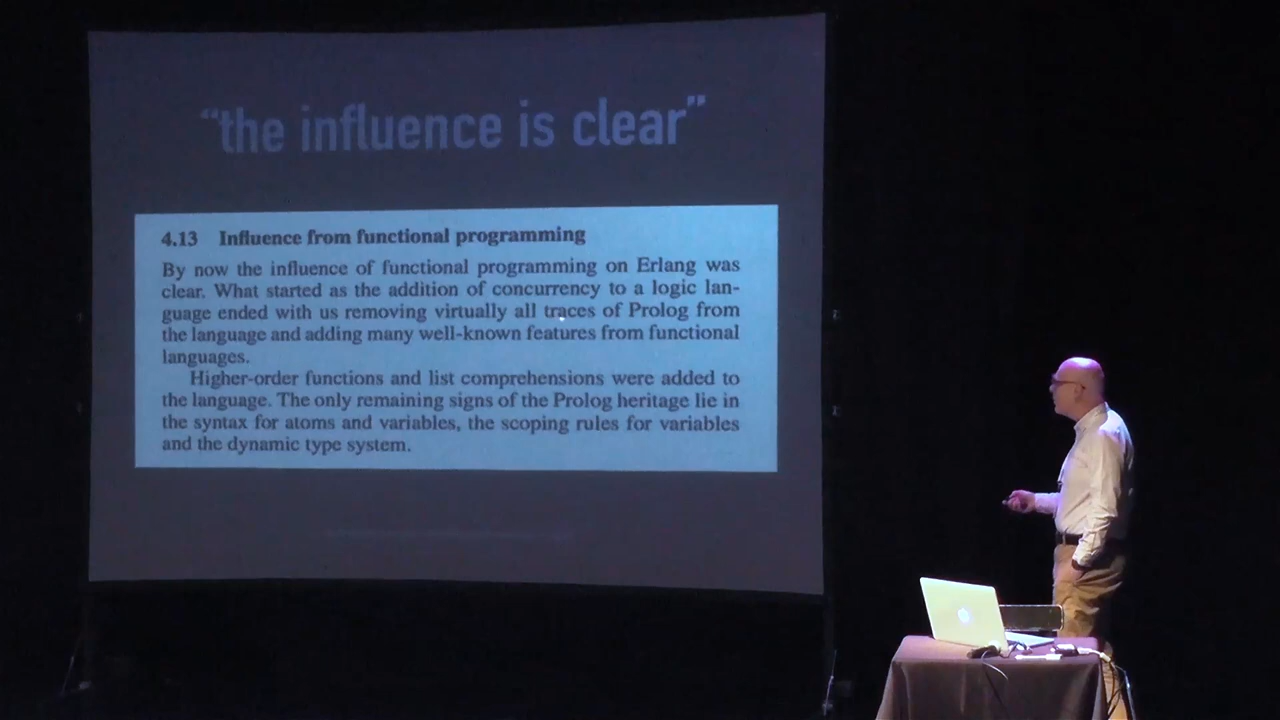 “the influence is clear”
4.13 Influence from functional programming
By now the influence of functional programming on Erlang was
clear. What started as the addition of concurrency to a logic lan-
guage ended with us removing virtually all traces of Prolog from
the language and adding many well-known features from functional
languages.
Higher-order functions and list comprehensions were added to
the language. The only remaining signs of the Prolog heritage lie in
the syntax for atoms and variables, the scoping rules for variables
and the dynamic type system.